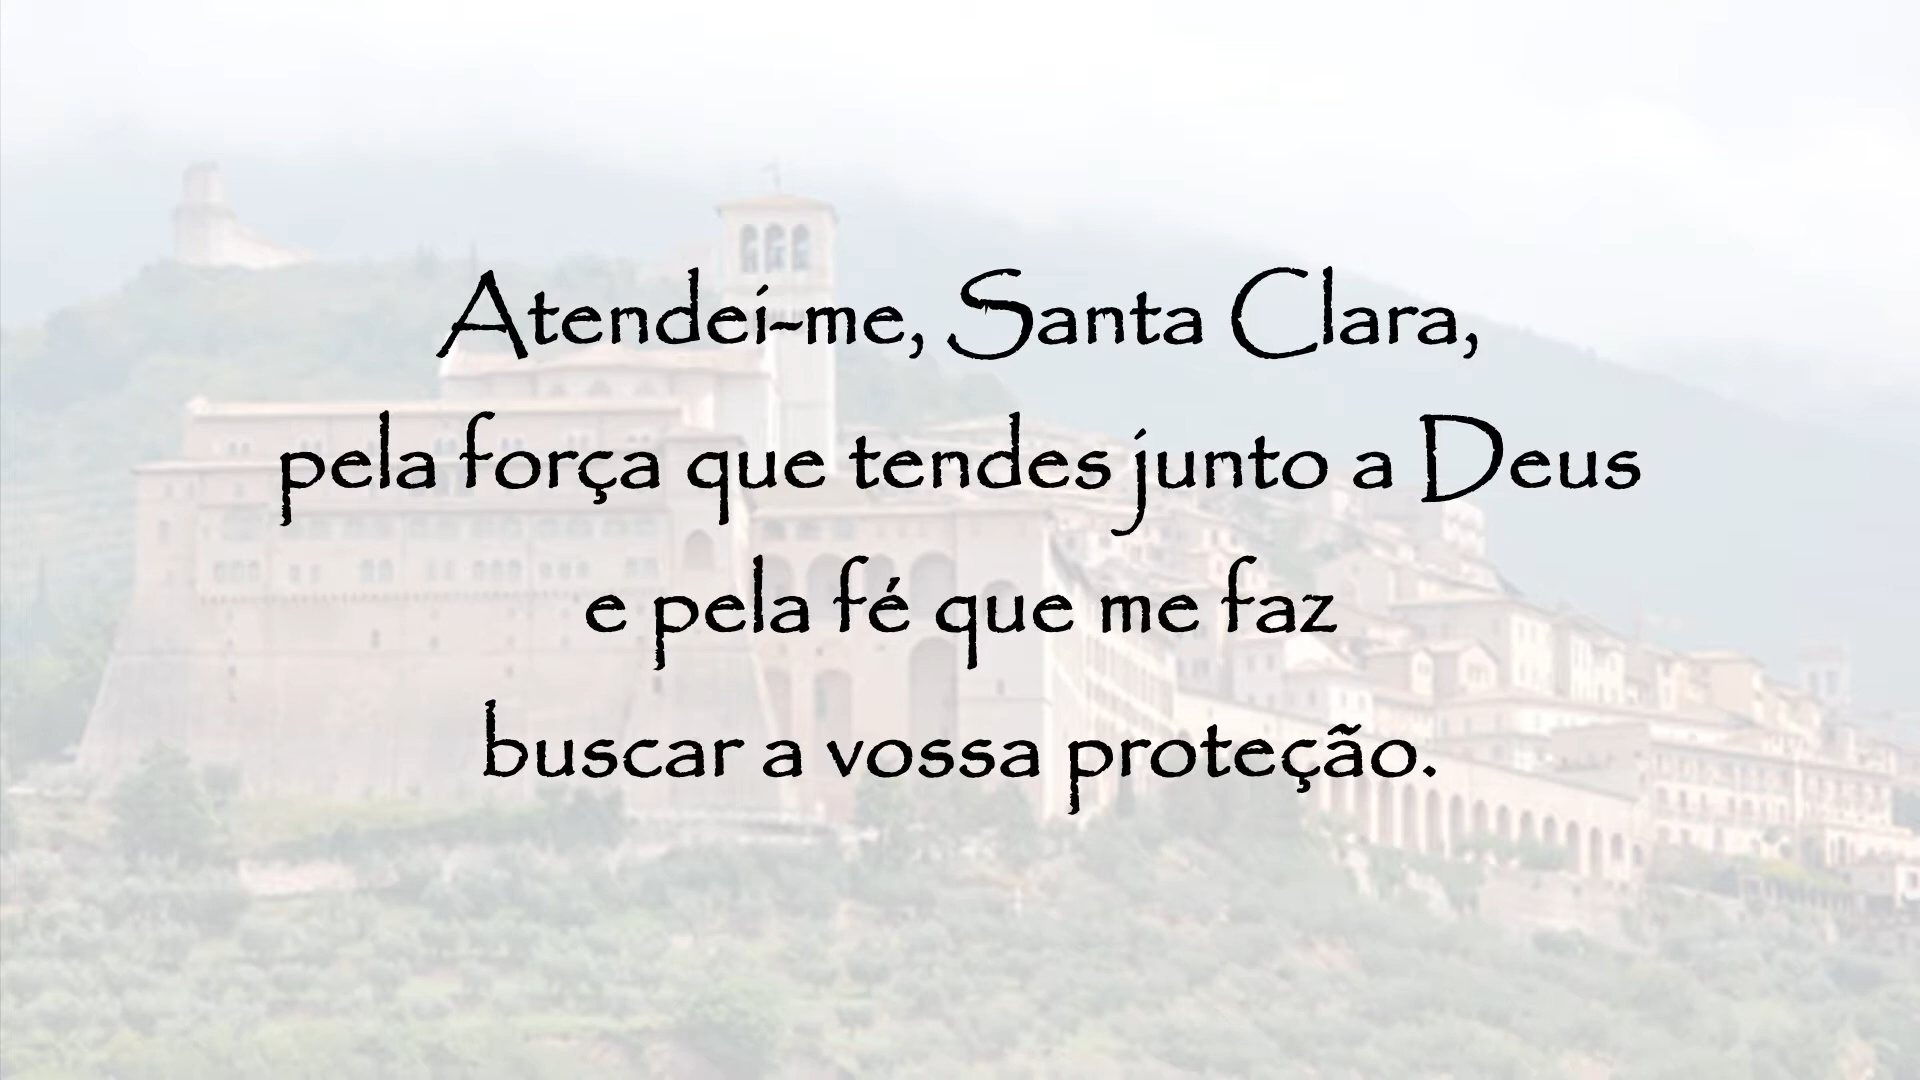 Atendei-me, Santa Clara,
pela força que tendes junto a Deus
e pela fé que me faz
buscar a vossa proteção.